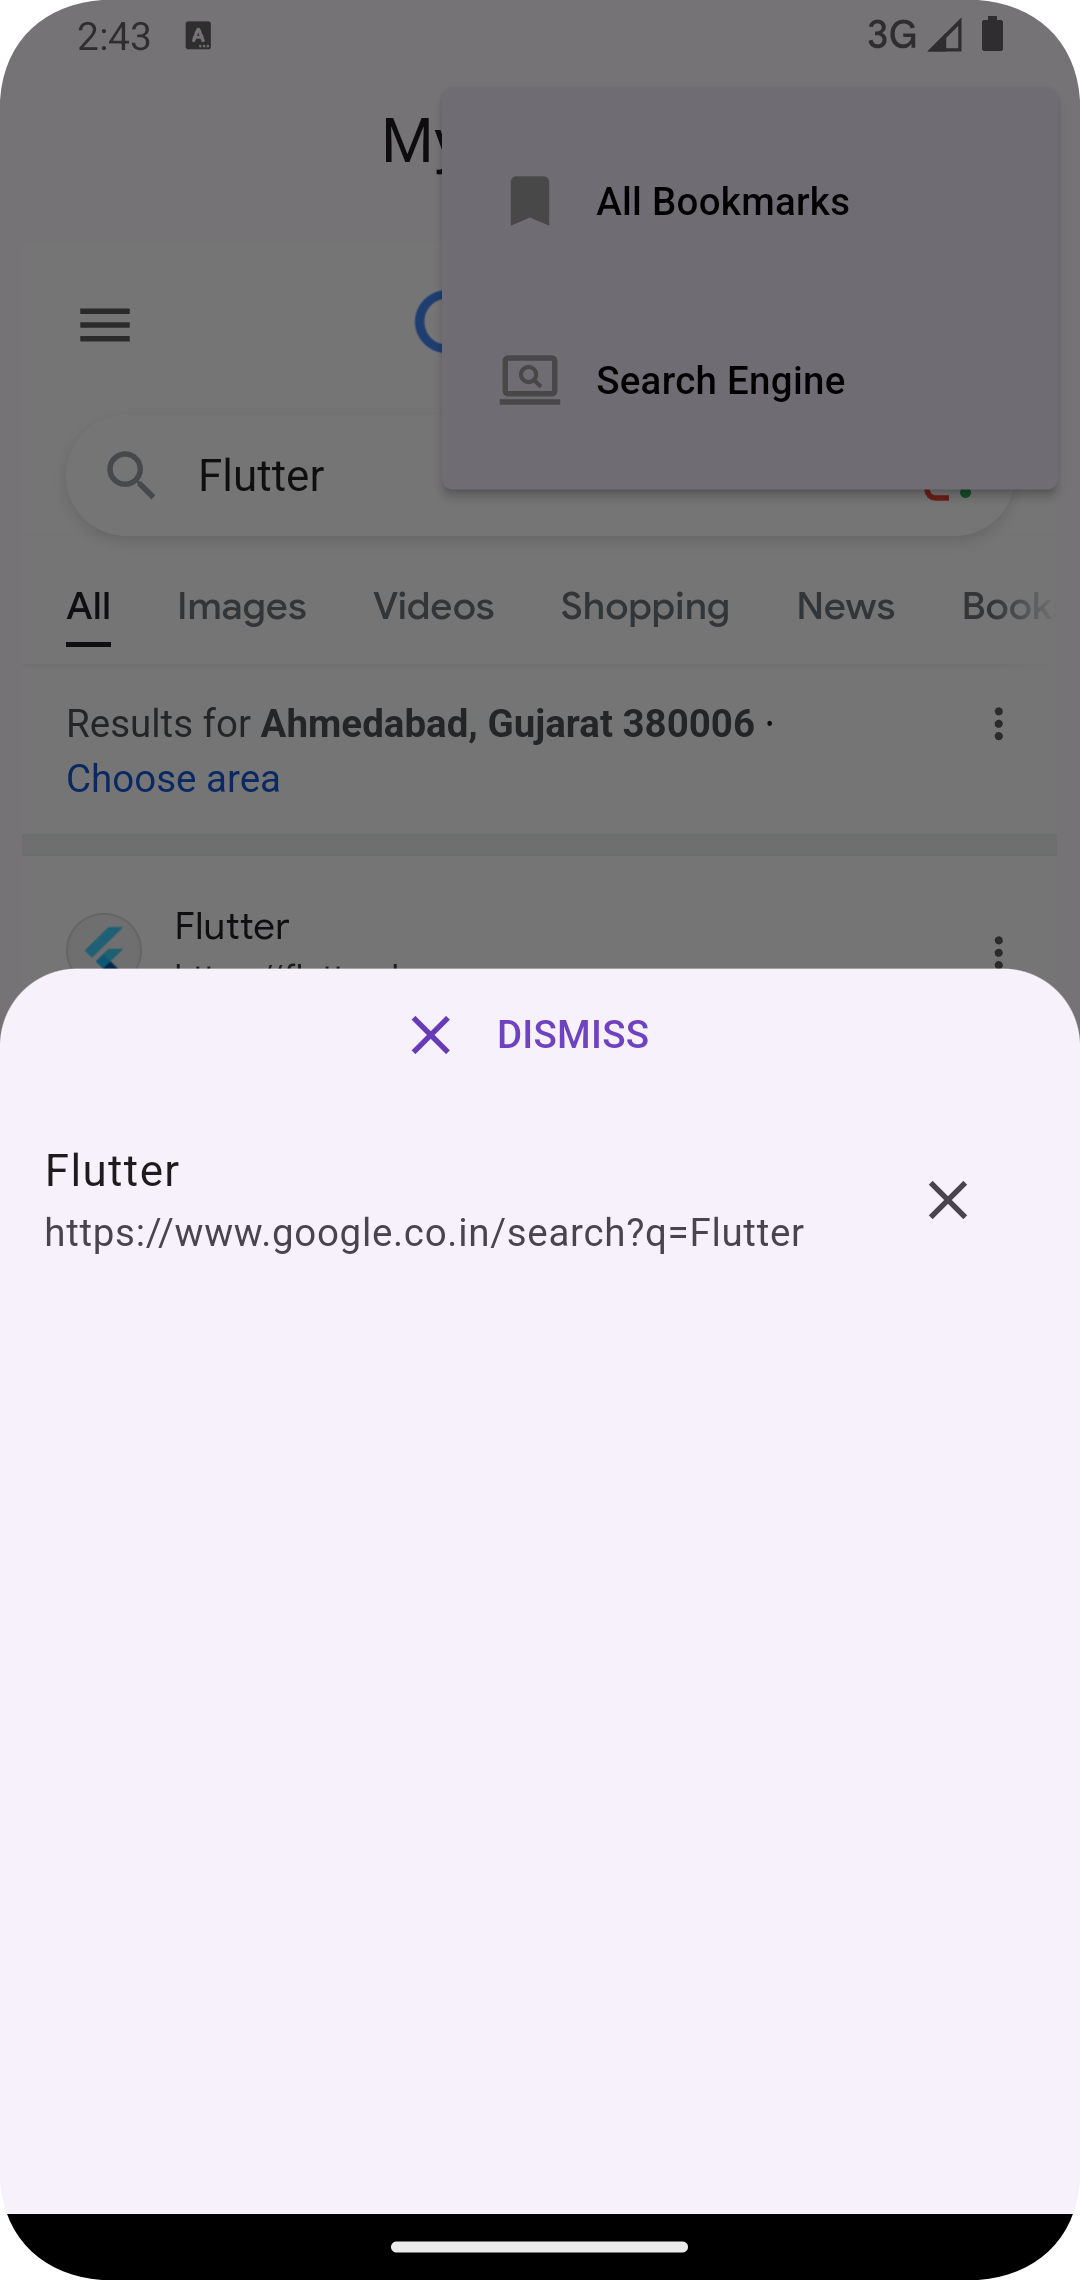 2:43
3G
My
All Bookmarks
Search Engine
Flutter
All Images Videos Shopping News Book
Results for Ahmedabad, Gujarat 380006 ·
Choose area
Flutter
DISMISS
Flutter
https://www.google.co.in/search?q=Flutter